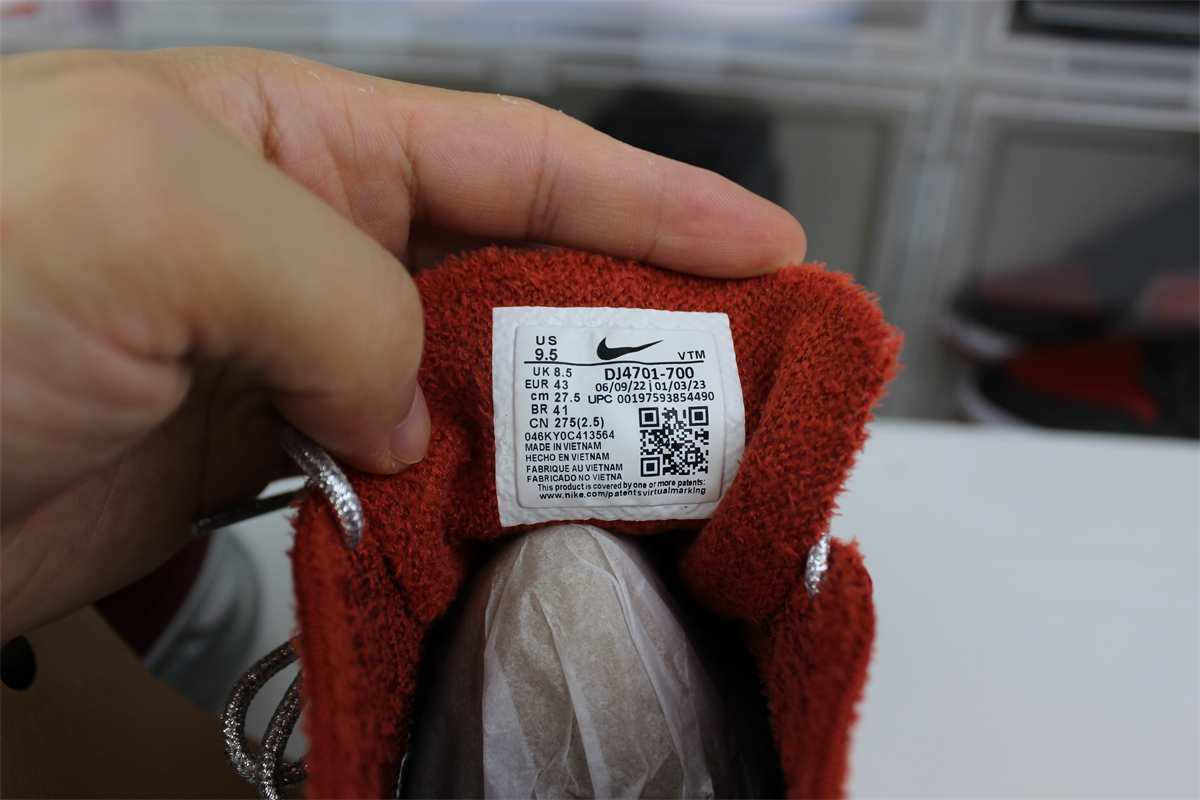 US
9.5
VTM
UK 8.5
DJ4701-700
EUR 43
06/09/22 | 01/03/23
cm 27.5
UPC 00197593854490
BR 41
CN 275(2.5)
046KY0C413564
MADE IN VIETNAM
HECHO EN VIETNAM
FABRIQUE AU VIETNAM
FABRICADO NO VIETNA
This product is covered by one or more patents:
www.nike.com/patentsvirtualmarking